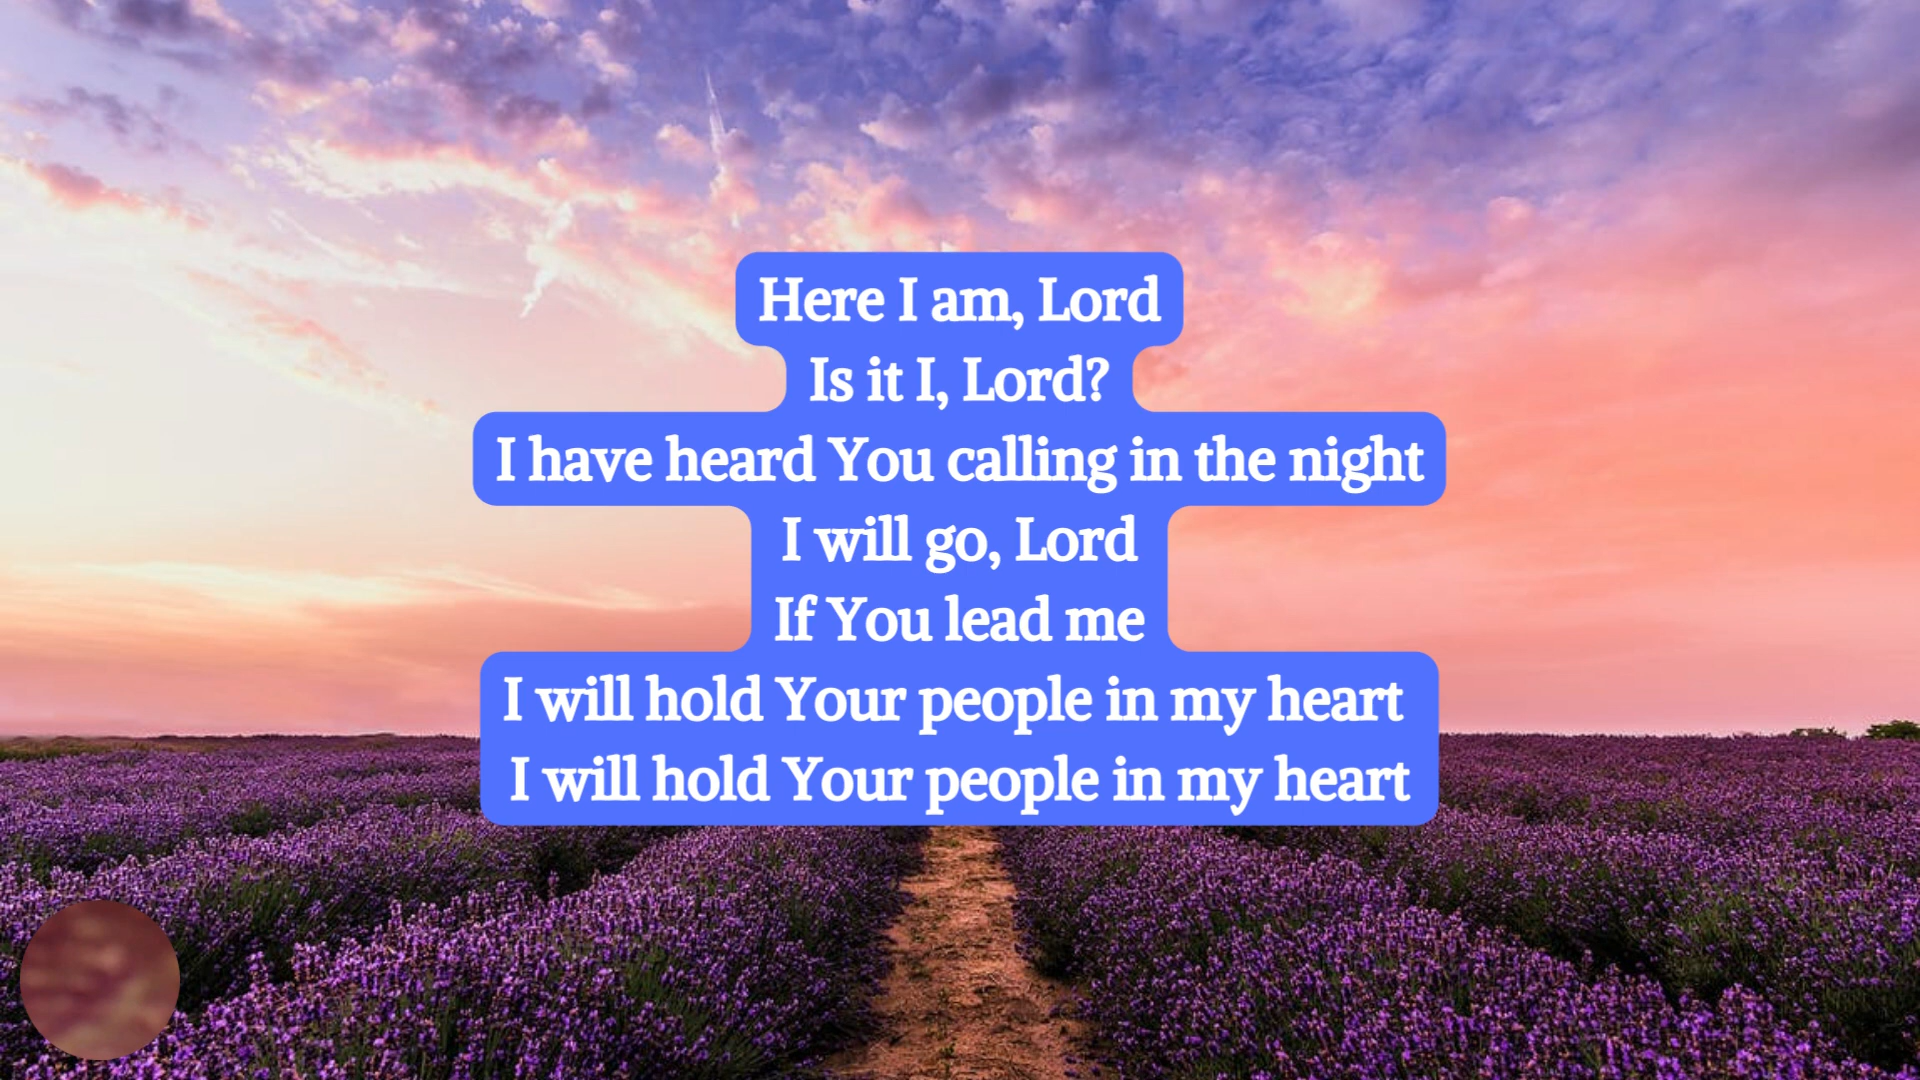 Here I am, Lord
Is it I, Lord?
I have heard You calling in the night
I will go, Lord
If You lead me
I will hold Your people in my heart
I will hold Your people in my heart